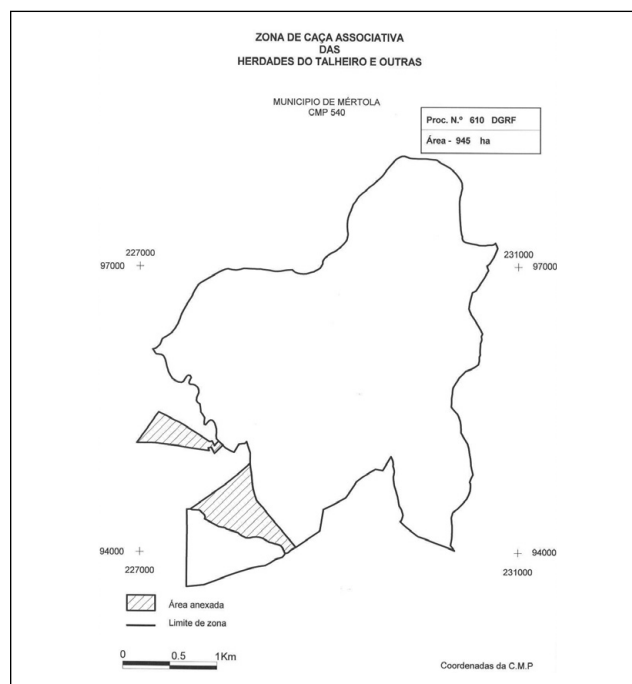 ZONA DE CAÇA ASSOCIATIVA
DAS
HERDADES DO TALHEIRO E OUTRAS
MUNICIPIO DE MÉRTOLA
CMP 540
Proc. N.º 610 DGRF
Área - 945 ha
227000
97000
231000
97000
94000
227000
94000
231000
Área anexada
Limite de zona
0 0.5 1Km
Coordenadas da C.M.P